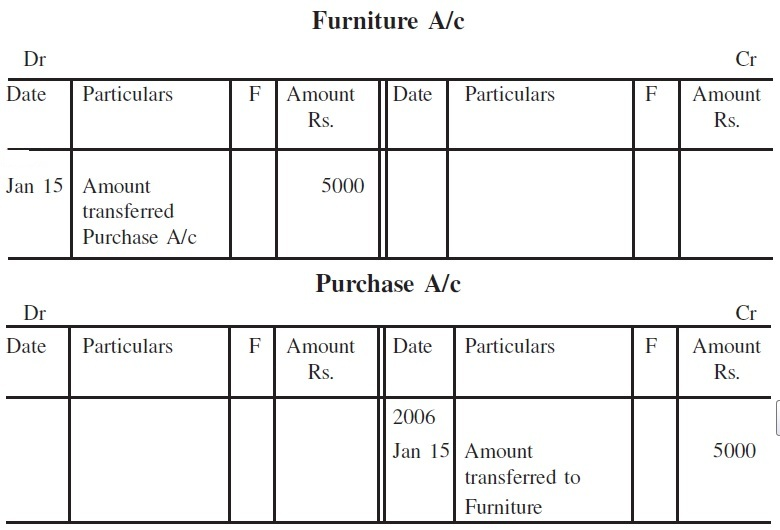 Furniture A/c
Dr Cr
Date Particulars F Amount Date Particulars F Amount
Rs. Rs.
Jan 15 Amount 5000
transferred
Purchase A/c
Purchase A/c
Dr Cr
Date Particulars F Amount Date Particulars F Amount
Rs. Rs.
2006
Jan 15 Amount 5000
transferred to
Furniture